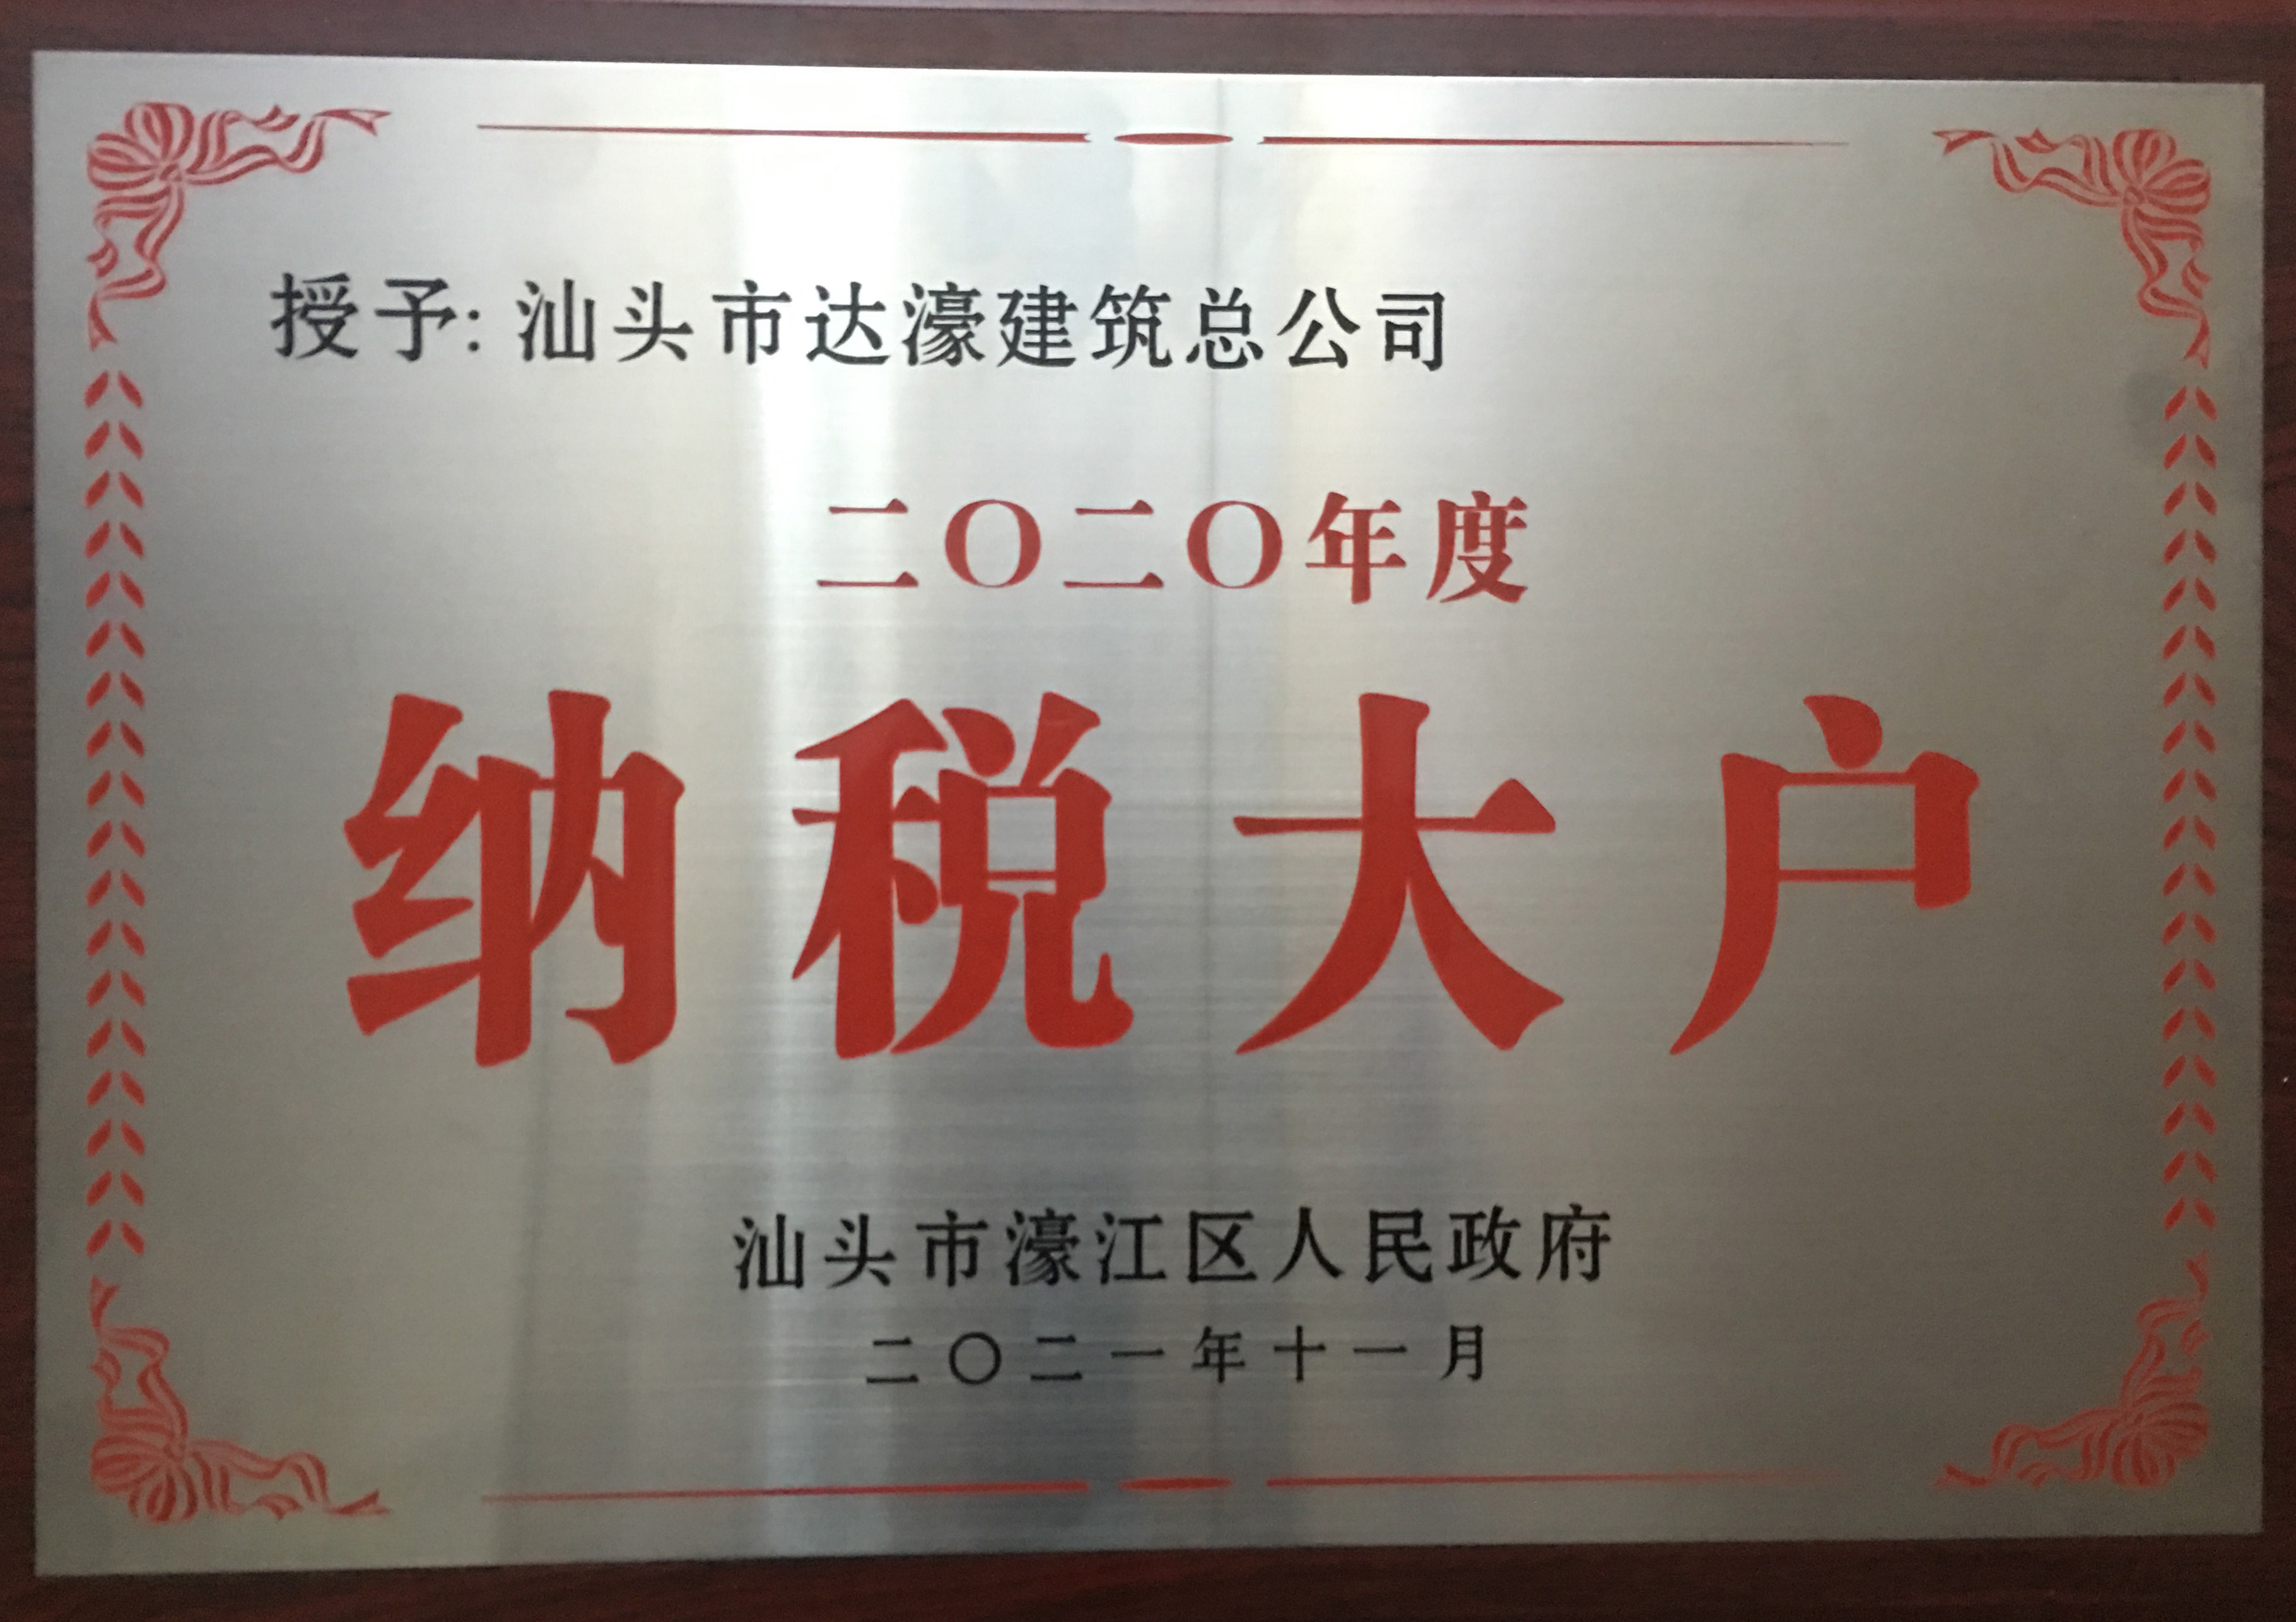 授予:汕头市达濠建筑总公司
二〇二〇年度
纳税大户
汕头市濠江区人民政府
二〇二一年十一月